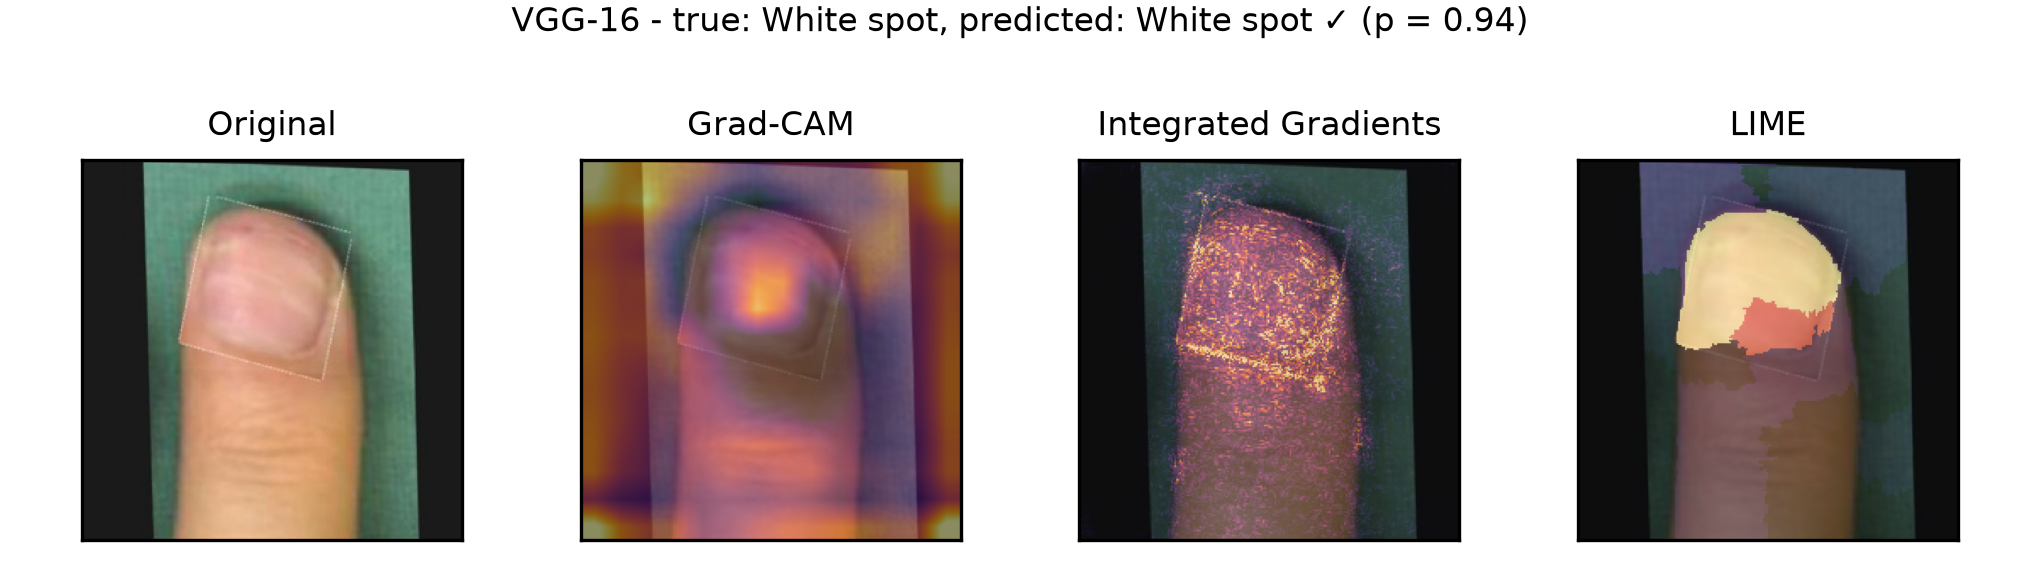 VGG-16 - true: White spot, predicted: White spot ✓ (p = 0.94)
Original
Grad-CAM
Integrated Gradients
LIME